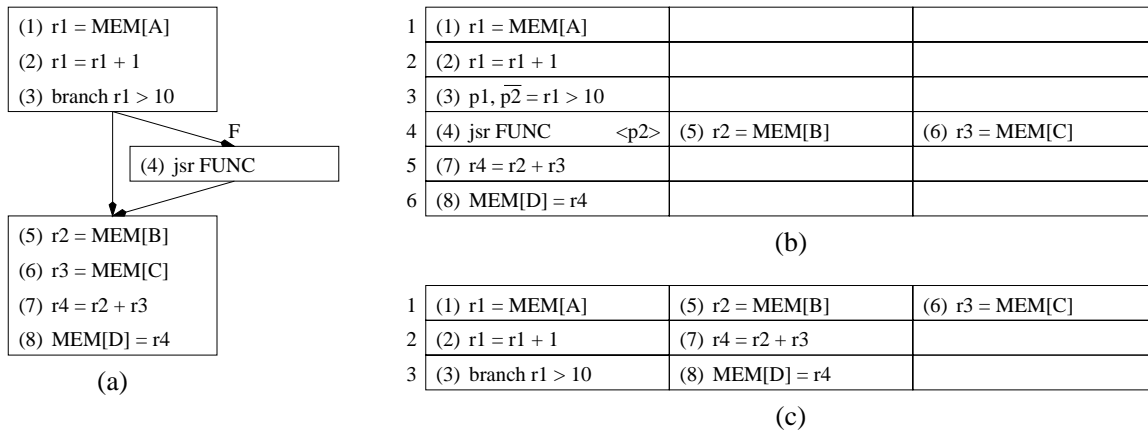 (1) r1 = MEM[A]
(2) r1 = r1 + 1
(3) branch r1 > 10
F
(4) jsr FUNC
(5) r2 = MEM[B]
(6) r3 = MEM[C]
(7) r4 = r2 + r3
(8) MEM[D] = r4
(a)
1 (1) r1 = MEM[A]
2 (2) r1 = r1 + 1
3 (3) p1, p̅2̅ = r1 > 10
4 (4) jsr FUNC <p2> (5) r2 = MEM[B] (6) r3 = MEM[C]
5 (7) r4 = r2 + r3
6 (8) MEM[D] = r4
(b)
1 (1) r1 = MEM[A] (5) r2 = MEM[B] (6) r3 = MEM[C]
2 (2) r1 = r1 + 1 (7) r4 = r2 + r3
3 (3) branch r1 > 10 (8) MEM[D] = r4
(c)